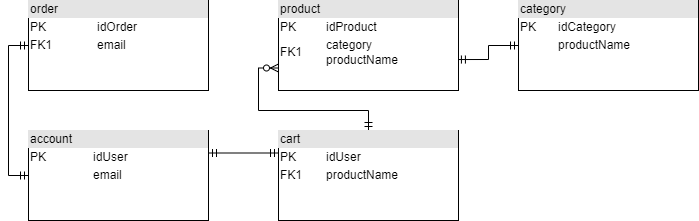 order
PK idOrder
FK1 email
product
PK idProduct
FK1 category
productName
category
PK idCategory
productName
account
PK idUser
email
cart
PK idUser
FK1 productName